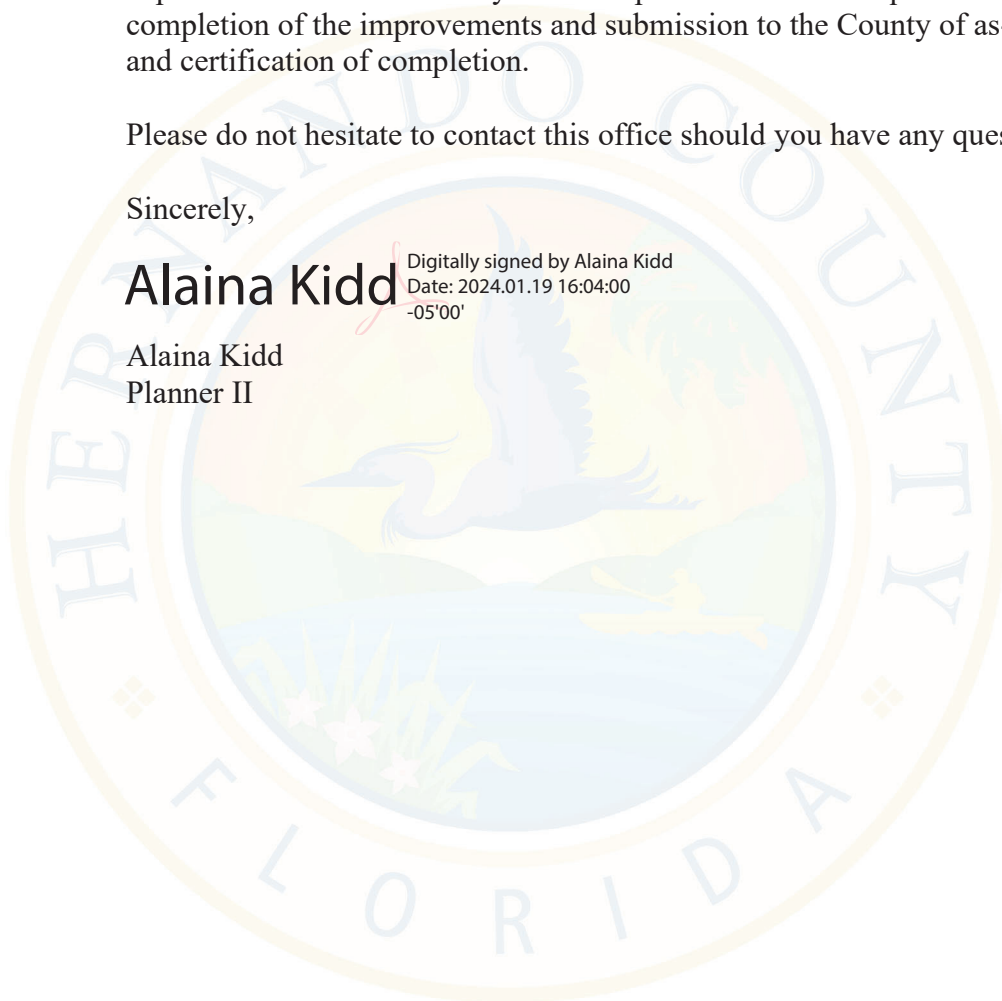 completion of the improvements and submission to the County of
and certification of completion.
Please do not hesitate to contact this office should you have any
Sincerely,
Alaina Kidd
Digitally signed by Alaina Kidd
Date: 2024.01.19 16:04:00
-05'00'
Alaina Kidd
Planner II
HERNANDO COUNTY
FLORIDA